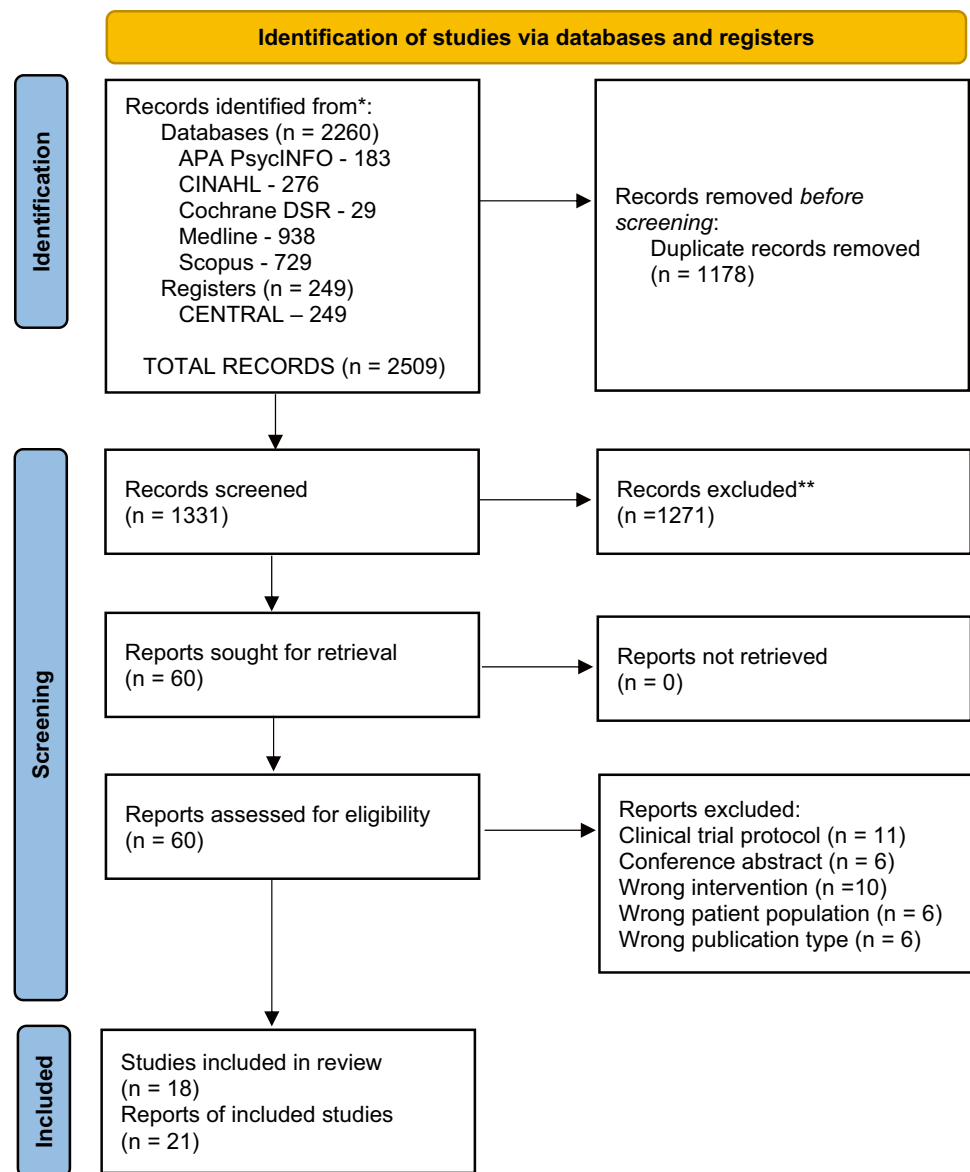 Identification of studies via databases and registers
Identification
Records identified from*:
Databases (n = 2260)
APA PsycINFO - 183
CINAHL - 276
Cochrane DSR - 29
Medline - 938
Scopus - 729
Registers (n = 249)
CENTRAL – 249
TOTAL RECORDS (n = 2509)
Records removed before
screening:
Duplicate records removed
(n = 1178)
Screening
Records screened
(n = 1331)
Records excluded**
(n =1271)
Reports sought for retrieval
(n = 60)
Reports not retrieved
(n = 0)
Reports assessed for eligibility
(n = 60)
Reports excluded:
Clinical trial protocol (n = 11)
Conference abstract (n = 6)
Wrong intervention (n =10)
Wrong patient population (n = 6)
Wrong publication type (n = 6)
Included
Studies included in review
(n = 18)
Reports of included studies
(n = 21)